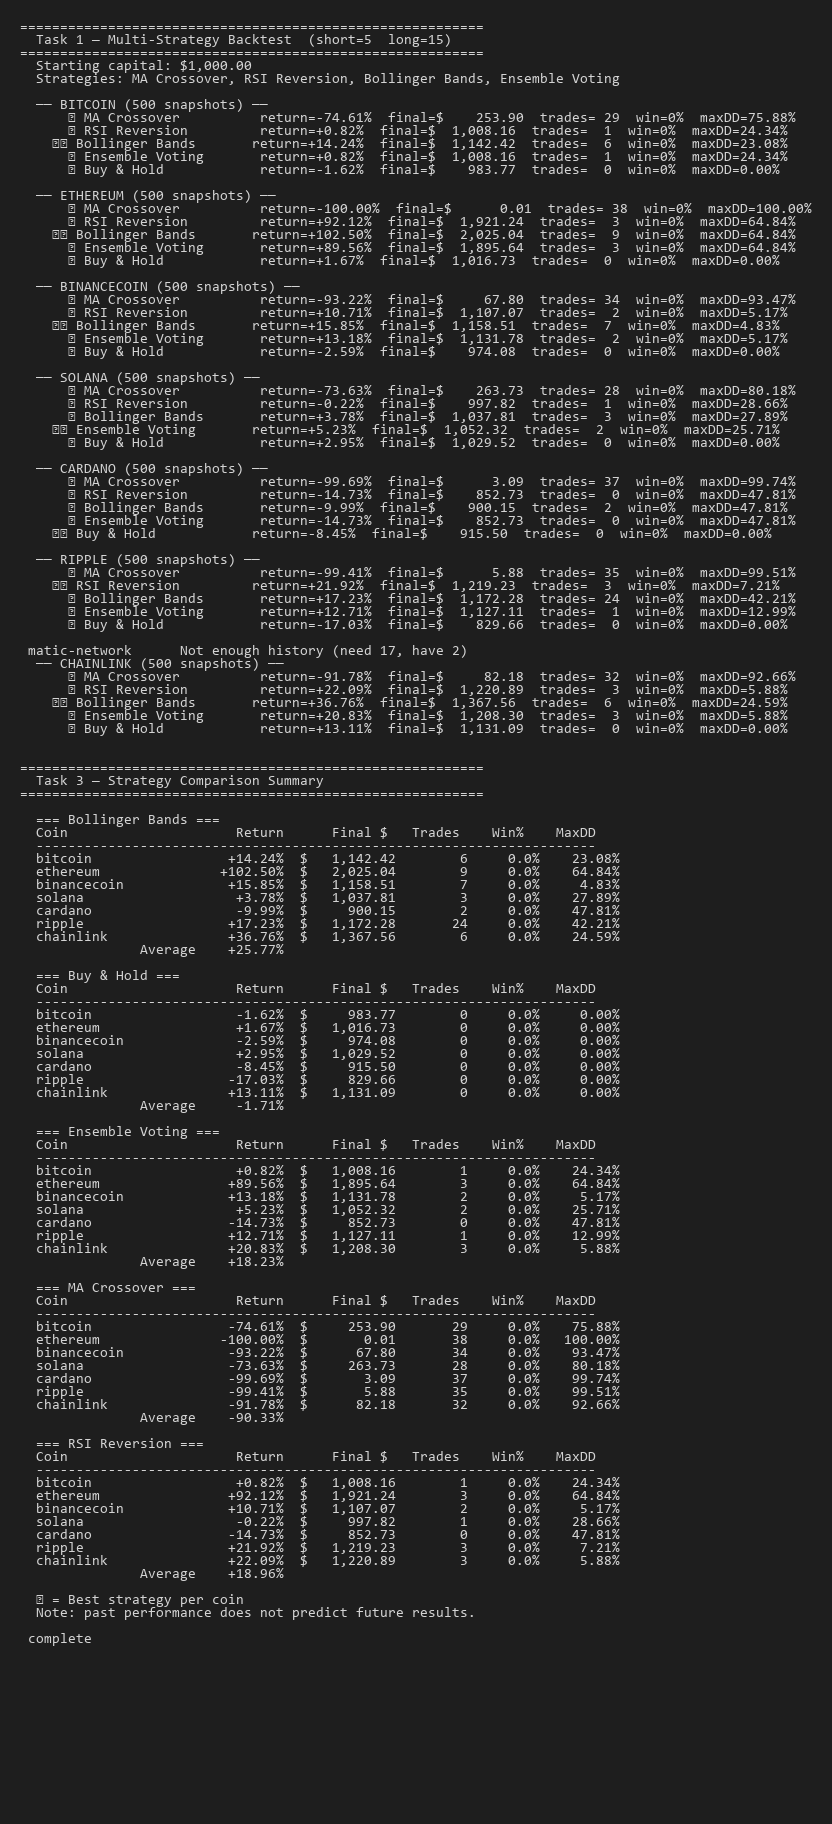 ==========================================================
  Task 1 — Multi-Strategy Backtest  (short=5  long=15)
==========================================================
  Starting capital: $1,000.00
  Strategies: MA Crossover, RSI Reversion, Bollinger Bands, Ensemble Voting
  ── BITCOIN (500 snapshots) ──
      MA Crossover          return=-74.61%  final=$    253.90  trades= 29  win=0%  maxDD=75.88%
      RSI Reversion         return=+0.82%  final=$  1,008.16  trades=  1  win=0%  maxDD=24.34%
      Bollinger Bands       return=+14.24%  final=$  1,142.42  trades=  6  win=0%  maxDD=23.08%
      Ensemble Voting       return=+0.82%  final=$  1,008.16  trades=  1  win=0%  maxDD=24.34%
      Buy & Hold            return=-1.62%  final=$    983.77  trades=  0  win=0%  maxDD=0.00%
  ── ETHEREUM (500 snapshots) ──
      MA Crossover          return=-100.00%  final=$      0.01  trades= 38  win=0%  maxDD=100.00%
      RSI Reversion         return=+92.12%  final=$  1,921.24  trades=  3  win=0%  maxDD=64.84%
      Bollinger Bands       return=+102.50%  final=$  2,025.04  trades=  9  win=0%  maxDD=64.84%
      Ensemble Voting       return=+89.56%  final=$  1,895.64  trades=  3  win=0%  maxDD=64.84%
      Buy & Hold            return=+1.67%  final=$  1,016.73  trades=  0  win=0%  maxDD=0.00%
  ── BINANCECOIN (500 snapshots) ──
      MA Crossover          return=-93.22%  final=$     67.80  trades= 34  win=0%  maxDD=93.47%
      RSI Reversion         return=+10.71%  final=$  1,107.07  trades=  2  win=0%  maxDD=5.17%
      Bollinger Bands       return=+15.85%  final=$  1,158.51  trades=  7  win=0%  maxDD=4.83%
      Ensemble Voting       return=+13.18%  final=$  1,131.78  trades=  2  win=0%  maxDD=5.17%
      Buy & Hold            return=-2.59%  final=$    974.08  trades=  0  win=0%  maxDD=0.00%
  ── SOLANA (500 snapshots) ──
      MA Crossover          return=-73.63%  final=$    263.73  trades= 28  win=0%  maxDD=80.18%
      RSI Reversion         return=-0.22%  final=$    997.82  trades=  1  win=0%  maxDD=28.66%
      Bollinger Bands       return=+3.78%  final=$  1,037.81  trades=  3  win=0%  maxDD=27.89%
      Ensemble Voting       return=+5.23%  final=$  1,052.32  trades=  2  win=0%  maxDD=25.71%
      Buy & Hold            return=+2.95%  final=$  1,029.52  trades=  0  win=0%  maxDD=0.00%
  ── CARDANO (500 snapshots) ──
      MA Crossover          return=-99.69%  final=$      3.09  trades= 37  win=0%  maxDD=99.74%
      RSI Reversion         return=-14.73%  final=$    852.73  trades=  0  win=0%  maxDD=47.81%
      Bollinger Bands       return=-9.99%  final=$    900.15  trades=  2  win=0%  maxDD=47.81%
      Ensemble Voting       return=-14.73%  final=$    852.73  trades=  0  win=0%  maxDD=47.81%
      Buy & Hold            return=-8.45%  final=$    915.50  trades=  0  win=0%  maxDD=0.00%
  ── RIPPLE (500 snapshots) ──
      MA Crossover          return=-99.41%  final=$      5.88  trades= 35  win=0%  maxDD=99.51%
      RSI Reversion         return=+21.92%  final=$  1,219.23  trades=  3  win=0%  maxDD=7.21%
      Bollinger Bands       return=+17.23%  final=$  1,172.28  trades= 24  win=0%  maxDD=42.21%
      Ensemble Voting       return=+12.71%  final=$  1,127.11  trades=  1  win=0%  maxDD=12.99%
      Buy & Hold            return=-17.03%  final=$    829.66  trades=  0  win=0%  maxDD=0.00%
 matic-network      Not enough history (need 17, have 2)
  ── CHAINLINK (500 snapshots) ──
      MA Crossover          return=-91.78%  final=$     82.18  trades= 32  win=0%  maxDD=92.66%
      RSI Reversion         return=+22.09%  final=$  1,220.89  trades=  3  win=0%  maxDD=5.88%
      Bollinger Bands       return=+36.76%  final=$  1,367.56  trades=  6  win=0%  maxDD=24.59%
      Ensemble Voting       return=+20.83%  final=$  1,208.30  trades=  3  win=0%  maxDD=5.88%
      Buy & Hold            return=+13.11%  final=$  1,131.09  trades=  0  win=0%  maxDD=0.00%
==========================================================
  Task 3 — Strategy Comparison Summary
==========================================================
  === Bollinger Bands ===
  Coin                     Return      Final $   Trades    Win%    MaxDD
  ----------------------------------------------------------------------
  bitcoin                 +14.24%  $   1,142.42        6     0.0%    23.08%
  ethereum               +102.50%  $   2,025.04        9     0.0%    64.84%
  binancecoin             +15.85%  $   1,158.51        7     0.0%     4.83%
  solana                   +3.78%  $   1,037.81        3     0.0%    27.89%
  cardano                  -9.99%  $     900.15        2     0.0%    47.81%
  ripple                  +17.23%  $   1,172.28       24     0.0%    42.21%
  chainlink               +36.76%  $   1,367.56        6     0.0%    24.59%
               Average    +25.77%
  === Buy & Hold ===
  Coin                     Return      Final $   Trades    Win%    MaxDD
  ----------------------------------------------------------------------
  bitcoin                  -1.62%  $     983.77        0     0.0%     0.00%
  ethereum                 +1.67%  $   1,016.73        0     0.0%     0.00%
  binancecoin              -2.59%  $     974.08        0     0.0%     0.00%
  solana                   +2.95%  $   1,029.52        0     0.0%     0.00%
  cardano                  -8.45%  $     915.50        0     0.0%     0.00%
  ripple                  -17.03%  $     829.66        0     0.0%     0.00%
  chainlink               +13.11%  $   1,131.09        0     0.0%     0.00%
               Average     -1.71%
  === Ensemble Voting ===
  Coin                     Return      Final $   Trades    Win%    MaxDD
  ----------------------------------------------------------------------
  bitcoin                  +0.82%  $   1,008.16        1     0.0%    24.34%
  ethereum                +89.56%  $   1,895.64        3     0.0%    64.84%
  binancecoin             +13.18%  $   1,131.78        2     0.0%     5.17%
  solana                   +5.23%  $   1,052.32        2     0.0%    25.71%
  cardano                 -14.73%  $     852.73        0     0.0%    47.81%
  ripple                  +12.71%  $   1,127.11        1     0.0%    12.99%
  chainlink               +20.83%  $   1,208.30        3     0.0%     5.88%
               Average    +18.23%
  === MA Crossover ===
  Coin                     Return      Final $   Trades    Win%    MaxDD
  ----------------------------------------------------------------------
  bitcoin                 -74.61%  $     253.90       29     0.0%    75.88%
  ethereum               -100.00%  $       0.01       38     0.0%   100.00%
  binancecoin             -93.22%  $      67.80       34     0.0%    93.47%
  solana                  -73.63%  $     263.73       28     0.0%    80.18%
  cardano                 -99.69%  $       3.09       37     0.0%    99.74%
  ripple                  -99.41%  $       5.88       35     0.0%    99.51%
  chainlink               -91.78%  $      82.18       32     0.0%    92.66%
               Average    -90.33%
  === RSI Reversion ===
  Coin                     Return      Final $   Trades    Win%    MaxDD
  ----------------------------------------------------------------------
  bitcoin                  +0.82%  $   1,008.16        1     0.0%    24.34%
  ethereum                +92.12%  $   1,921.24        3     0.0%    64.84%
  binancecoin             +10.71%  $   1,107.07        2     0.0%     5.17%
  solana                   -0.22%  $     997.82        1     0.0%    28.66%
  cardano                 -14.73%  $     852.73        0     0.0%    47.81%
  ripple                  +21.92%  $   1,219.23        3     0.0%     7.21%
  chainlink               +22.09%  $   1,220.89        3     0.0%     5.88%
               Average    +18.96%
  = Best strategy per coin
  Note: past performance does not predict future results.
 complete